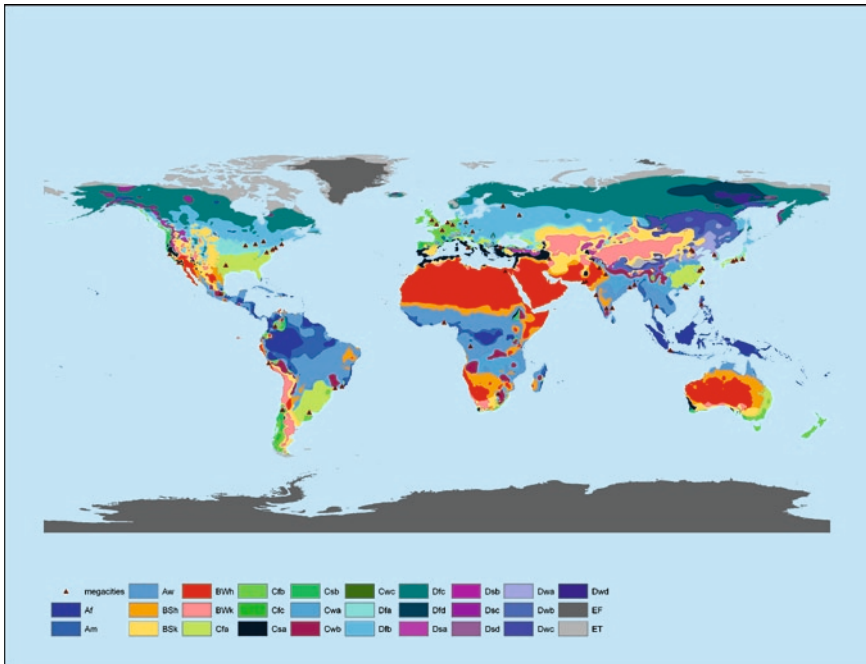 megacities Aw BWh Cfb Csb Cwc Dfc Dsb Dwa Dwd
Af BSh BWk Cfc Cwa Dfa Dfd Dsc Dwb EF
Am BSk Cfa Csa Cwb Dfb Dsa Dsd Dwc ET